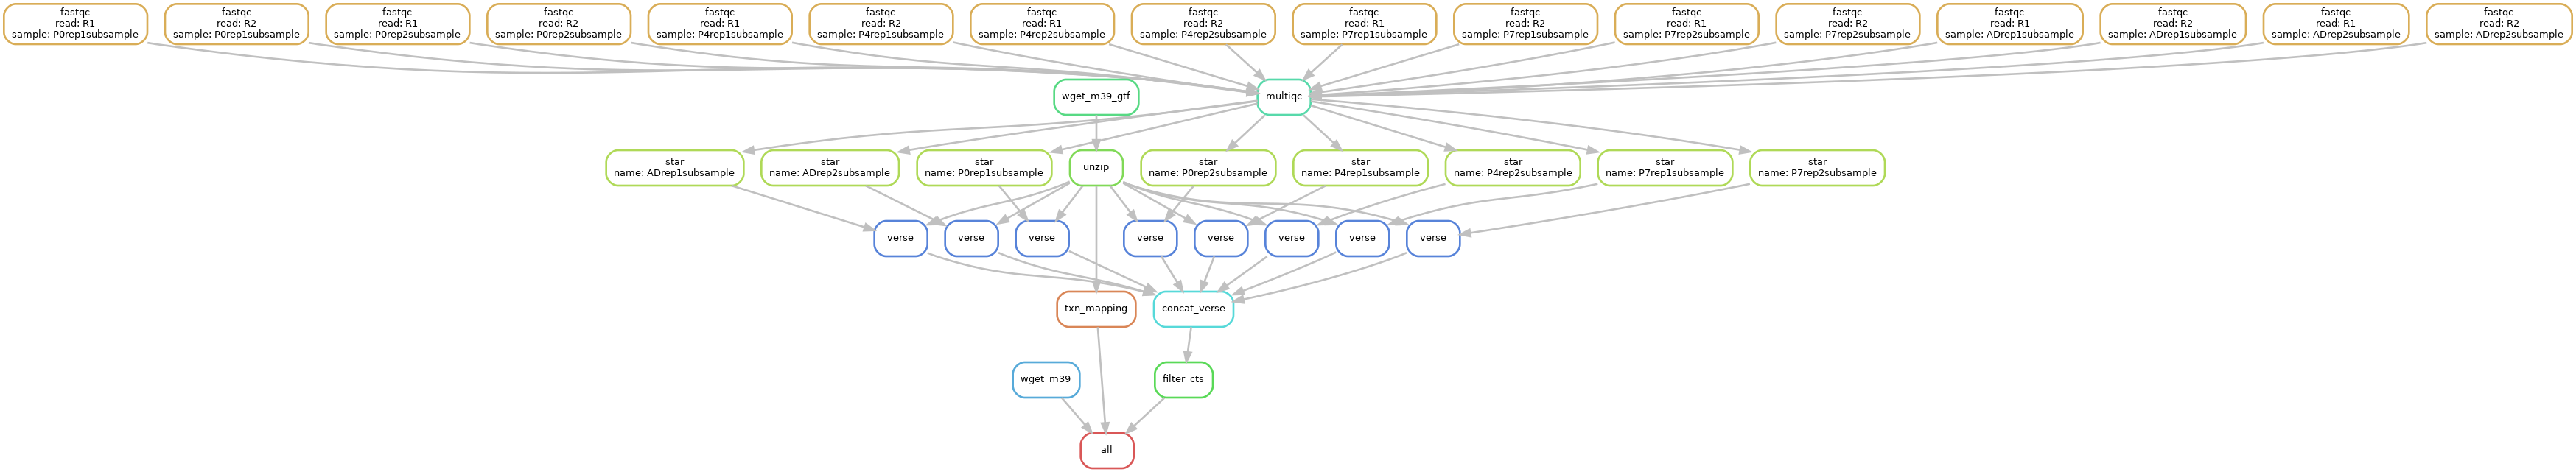 fastqc
read: R1
sample: P0rep1subsample
fastqc
read: R2
sample: P0rep1subsample
fastqc
read: R1
sample: P0rep2subsample
fastqc
read: R2
sample: P0rep2subsample
fastqc
read: R1
sample: P4rep1subsample
fastqc
read: R2
sample: P4rep1subsample
fastqc
read: R1
sample: P4rep2subsample
fastqc
read: R2
sample: P4rep2subsample
fastqc
read: R1
sample: P7rep1subsample
fastqc
read: R2
sample: P7rep1subsample
fastqc
read: R1
sample: P7rep2subsample
fastqc
read: R2
sample: P7rep2subsample
fastqc
read: R1
sample: ADrep1subsample
fastqc
read: R2
sample: ADrep1subsample
fastqc
read: R1
sample: ADrep2subsample
fastqc
read: R2
sample: ADrep2subsample
wget_m39_gtf
multiqc
star
name: ADrep1subsample
star
name: ADrep2subsample
star
name: P0rep1subsample
unzip
star
name: P0rep2subsample
star
name: P4rep1subsample
star
name: P4rep2subsample
star
name: P7rep1subsample
star
name: P7rep2subsample
verse
verse
verse
verse
verse
verse
verse
verse
txn_mapping
concat_verse
wget_m39
filter_cts
all